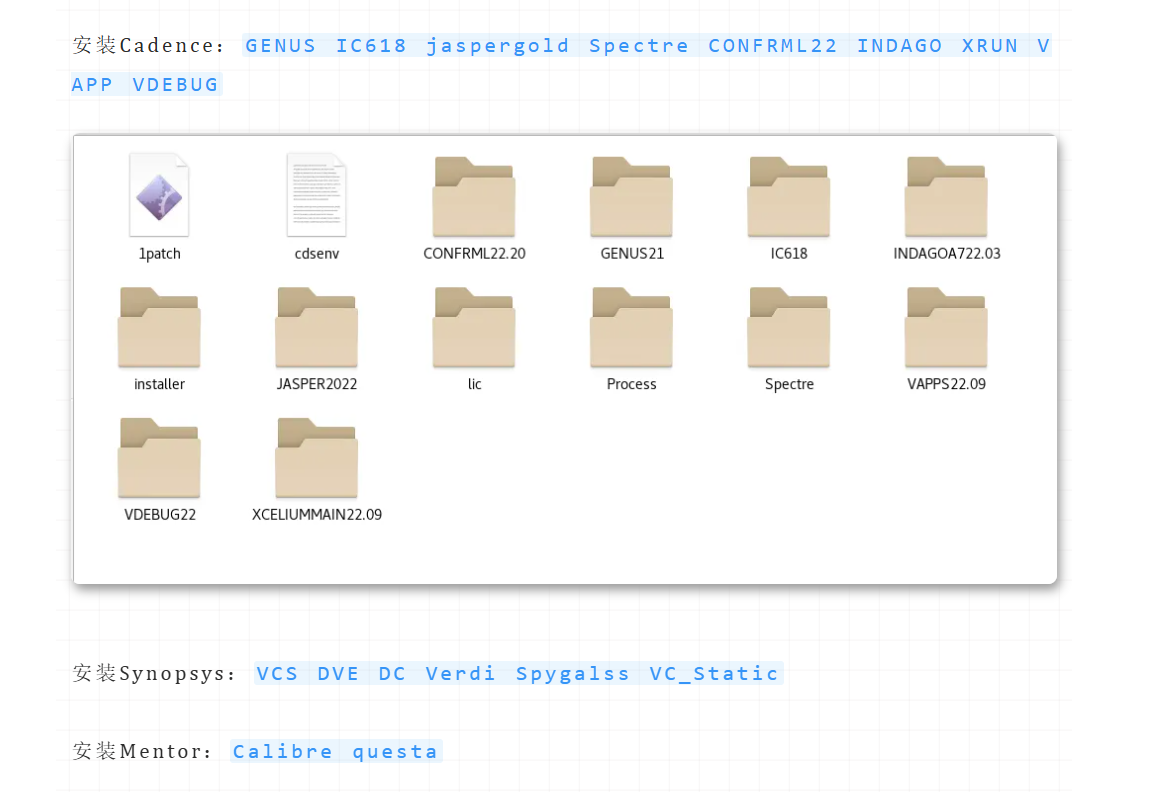 安装Cadence: GENUS IC618 jaspergold Spectre CONFRML22 INDAGO XRUN V
APP VDEBUG
1patch cdsenv CONFRML22.20 GENUS21 IC618 INDAGOA722.03
installer JASPER2022 lic Process Spectre VAPPS22.09
VDEBUG22 XCELIUMMAIN22.09
安装Synopsys: VCS DVE DC Verdi Spygalss VC_Static
安装Mentor: Calibre questa